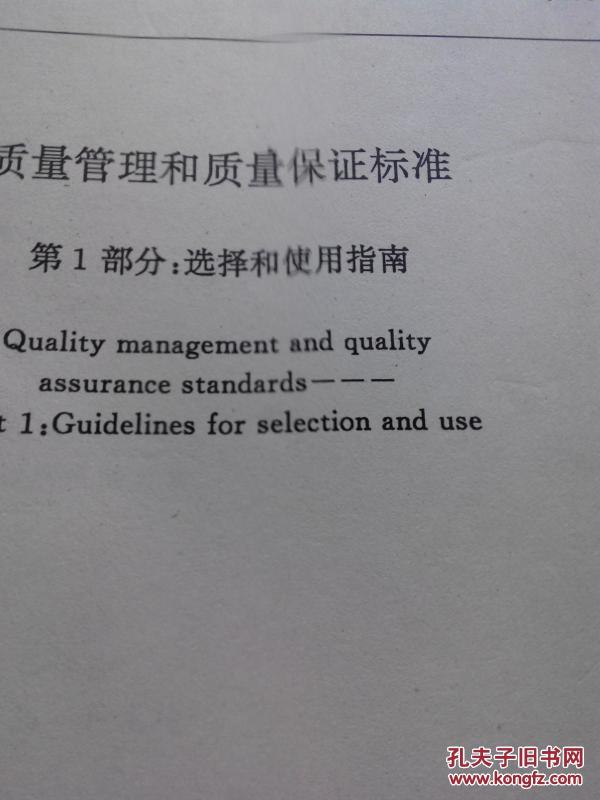 质量管理和质量保证标准
第1部分:选择和使用指南
Quality management and quality
assurance standards———
t 1:Guidelines for selection and use
孔夫子旧书网
www.kongfz.com